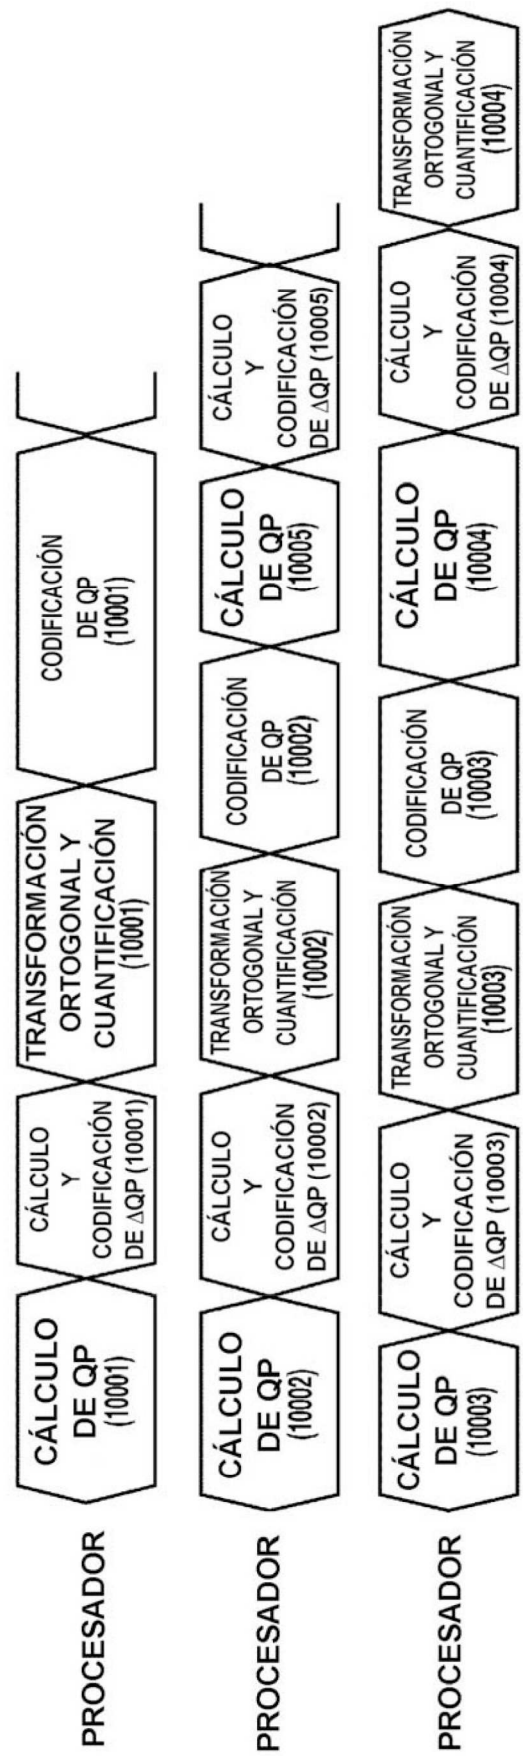 PROCESADOR
CÁLCULO
DE QP
(10001)
CÁLCULO
Y
CODIFICACIÓN
DE ΔQP (10001)
TRANSFORMACIÓN
ORTOGONAL Y
CUANTIFICACIÓN
(10001)
CODIFICACIÓN
DE QP
(10001)
PROCESADOR
CÁLCULO
DE QP
(10002)
CÁLCULO
Y
CODIFICACIÓN
DE ΔQP (10002)
TRANSFORMACIÓN
ORTOGONAL Y
CUANTIFICACIÓN
(10002)
CODIFICACIÓN
DE QP
(10002)
CÁLCULO
DE QP
(10005)
CÁLCULO
Y
CODIFICACIÓN
DE ΔQP (10005)
PROCESADOR
CÁLCULO
DE QP
(10003)
CÁLCULO
Y
CODIFICACIÓN
DE ΔQP (10003)
TRANSFORMACIÓN
ORTOGONAL Y
CUANTIFICACIÓN
(10003)
CODIFICACIÓN
DE QP
(10003)
CÁLCULO
DE QP
(10004)
CÁLCULO
Y
CODIFICACIÓN
DE ΔQP (10004)
TRANSFORMACIÓN
ORTOGONAL Y
CUANTIFICACIÓN
(10004)